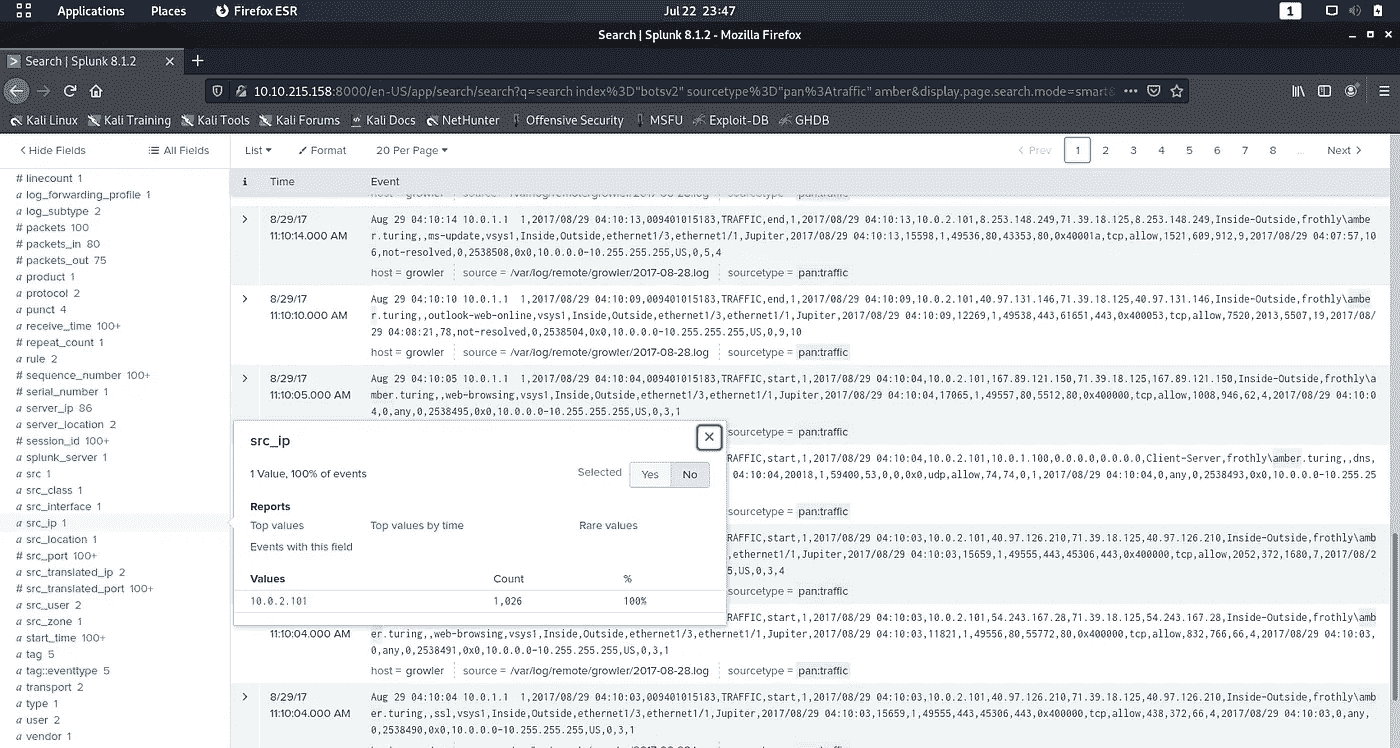 Applications Places Firefox ESR Jul 22 23:47 1
Search | Splunk 8.1.2 - Mozilla Firefox
Search | Splunk 8.1.2
10.10.215.158:8000/en-US/app/search/search?q=search index%3D"botsv2" sourcetype%3D"pan%3Atraffic" amber&display.page.search.mode=smart&
Kali Linux Kali Training Kali Tools Kali Forums Kali Docs NetHunter Offensive Security MSFU Exploit-DB GHDB
Hide Fields All Fields List Format 20 Per Page Prev 1 2 3 4 5 6 7 8 ... Next
i Time Event
# linecount 1
a log_forwarding_profile 1
a log_subtype 2
# packets 100
# packets_in 80
# packets_out 75
a product 1
a protocol 2
a punct 4
a receive_time 100+
# repeat_count 1
a rule 2
# sequence_number 100+
# serial_number 1
a server_ip 86
a server_location 2
# session_id 100+
a splunk_server 1
a src 1
a src_class 1
a src_interface 1
a src_ip 1
a src_location 1
# src_port 100+
a src_translated_ip 2
# src_translated_port 100+
a src_user 2
a src_zone 1
a start_time 100+
a tag 5
a tag::eventtype 5
a transport 2
a type 1
a user 2
a vendor 1
8/29/17
11:10:14.000 AM
Aug 29 04:10:14 10.0.1.1 1,2017/08/29 04:10:13,009401015183,TRAFFIC,end,1,2017/08/29 04:10:13,10.0.2.101,8.253.148.249,71.39.18.125,8.253.148.249,Inside-Outside,frothly\ambe
r.turing,,ms-update,vsys1,Inside,Outside,ethernet1/3,ethernet1/1,Jupiter,2017/08/29 04:10:13,15598,1,49536,80,43353,80,0x40001a,tcp,allow,1521,609,912,9,2017/08/29 04:07:57,10
6,not-resolved,0,2538508,0x0,10.0.0.0-10.255.255.255,US,0,5,4
host = growler source = /var/log/remote/growler/2017-08-28.log sourcetype = pan:traffic
8/29/17
11:10:10.000 AM
Aug 29 04:10:10 10.0.1.1 1,2017/08/29 04:10:09,009401015183,TRAFFIC,end,1,2017/08/29 04:10:09,10.0.2.101,40.97.131.146,71.39.18.125,40.97.131.146,Inside-Outside,frothly\ambe
r.turing,,outlook-web-online,vsys1,Inside,Outside,ethernet1/3,ethernet1/1,Jupiter,2017/08/29 04:10:09,12269,1,49538,443,61651,443,0x400053,tcp,allow,7520,2013,5507,19,2017/08/
29 04:08:21,78,not-resolved,0,2538504,0x0,10.0.0.0-10.255.255.255,US,0,9,10
host = growler source = /var/log/remote/growler/2017-08-28.log sourcetype = pan:traffic
8/29/17
11:10:05.000 AM
Aug 29 04:10:05 10.0.1.1 1,2017/08/29 04:10:04,009401015183,TRAFFIC,start,1,2017/08/29 04:10:04,10.0.2.101,167.89.121.150,71.39.18.125,167.89.121.150,Inside-Outside,frothly\a
mber.turing,,web-browsing,vsys1,Inside,Outside,ethernet1/3,ethernet1/1,Jupiter,2017/08/29 04:10:04,17065,1,49557,80,5512,80,0x400000,tcp,allow,1008,946,62,4,2017/08/29 04:10:0
4,0,any,0,2538495,0x0,10.0.0.0-10.255.255.255,US,0,3,1
sourcetype = pan:traffic
src_ip
1 Value, 100% of events Selected Yes No
Reports
Top values Top values by time Rare values
Events with this field
Values Count %
10.0.2.101 1,026 100%
TRAFFIC,start,1,2017/08/29 04:10:04,10.0.2.101,10.0.1.100,0.0.0.0,0.0.0.0,Client-Server,frothly\amber.turing,,dns,
04:10:04,20018,1,59400,53,0,0,0x0,udp,allow,74,74,0,1,2017/08/29 04:10:04,0,any,0,2538493,0x0,10.0.0.0-10.255.25
sourcetype = pan:traffic
TRAFFIC,start,1,2017/08/29 04:10:03,10.0.2.101,40.97.126.210,71.39.18.125,40.97.126.210,Inside-Outside,frothly\amb
,ethernet1/1,Jupiter,2017/08/29 04:10:03,15659,1,49555,443,45306,443,0x400000,tcp,allow,2052,372,1680,7,2017/08/2
5,US,0,3,4
sourcetype = pan:traffic
11:10:04.000 AM
TRAFFIC,start,1,2017/08/29 04:10:03,10.0.2.101,54.243.167.28,71.39.18.125,54.243.167.28,Inside-Outside,frothly\amb
er.turing,,web-browsing,vsys1,Inside,Outside,ethernet1/3,ethernet1/1,Jupiter,2017/08/29 04:10:03,11821,1,49556,80,55772,80,0x400000,tcp,allow,832,766,66,4,2017/08/29 04:10:03,
0,any,0,2538491,0x0,10.0.0.0-10.255.255.255,US,0,3,1
host = growler source = /var/log/remote/growler/2017-08-28.log sourcetype = pan:traffic
8/29/17
11:10:04.000 AM
Aug 29 04:10:04 10.0.1.1 1,2017/08/29 04:10:03,009401015183,TRAFFIC,start,1,2017/08/29 04:10:03,10.0.2.101,40.97.126.210,71.39.18.125,40.97.126.210,Inside-Outside,frothly\amb
er.turing,,ssl,vsys1,Inside,Outside,ethernet1/3,ethernet1/1,Jupiter,2017/08/29 04:10:03,15659,1,49555,443,45306,443,0x400000,tcp,allow,438,372,66,4,2017/08/29 04:10:03,0,any,
0,2538490,0x0,10.0.0.0-10.255.255.255,US,0,3,1